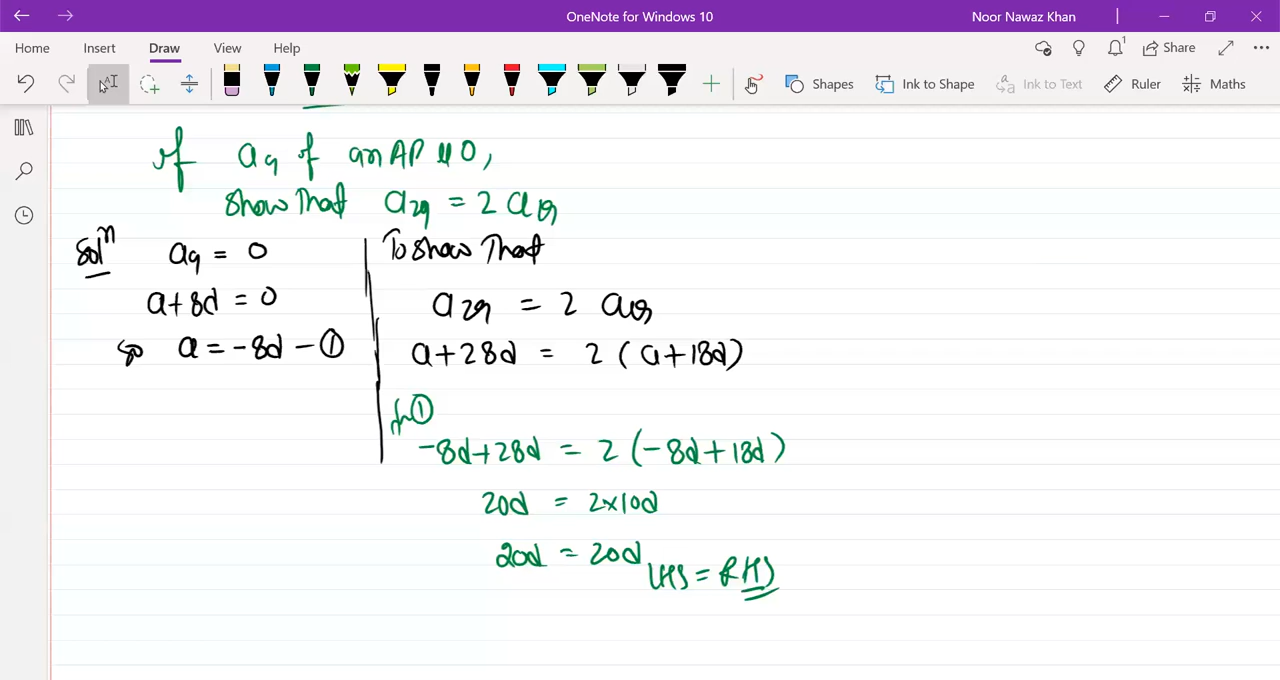 OneNote for Windows 10
Noor Nawaz Khan
Home Insert Draw View Help
Share
Shapes
Ink to Shape
Ink to Text
Ruler
Maths
If a₉ of an AP is 0,
Show That a₂₉ = 2 a₁₉
Solⁿ a₉ = 0
a+8d = 0
so a = -8d - ①
To Show That
a₂₉ = 2 a₁₉
a+28d = 2(a+18d)
①
-8d+28d = 2(-8d+18d)
20d = 2×10d
20d = 20d
LHS = RHS